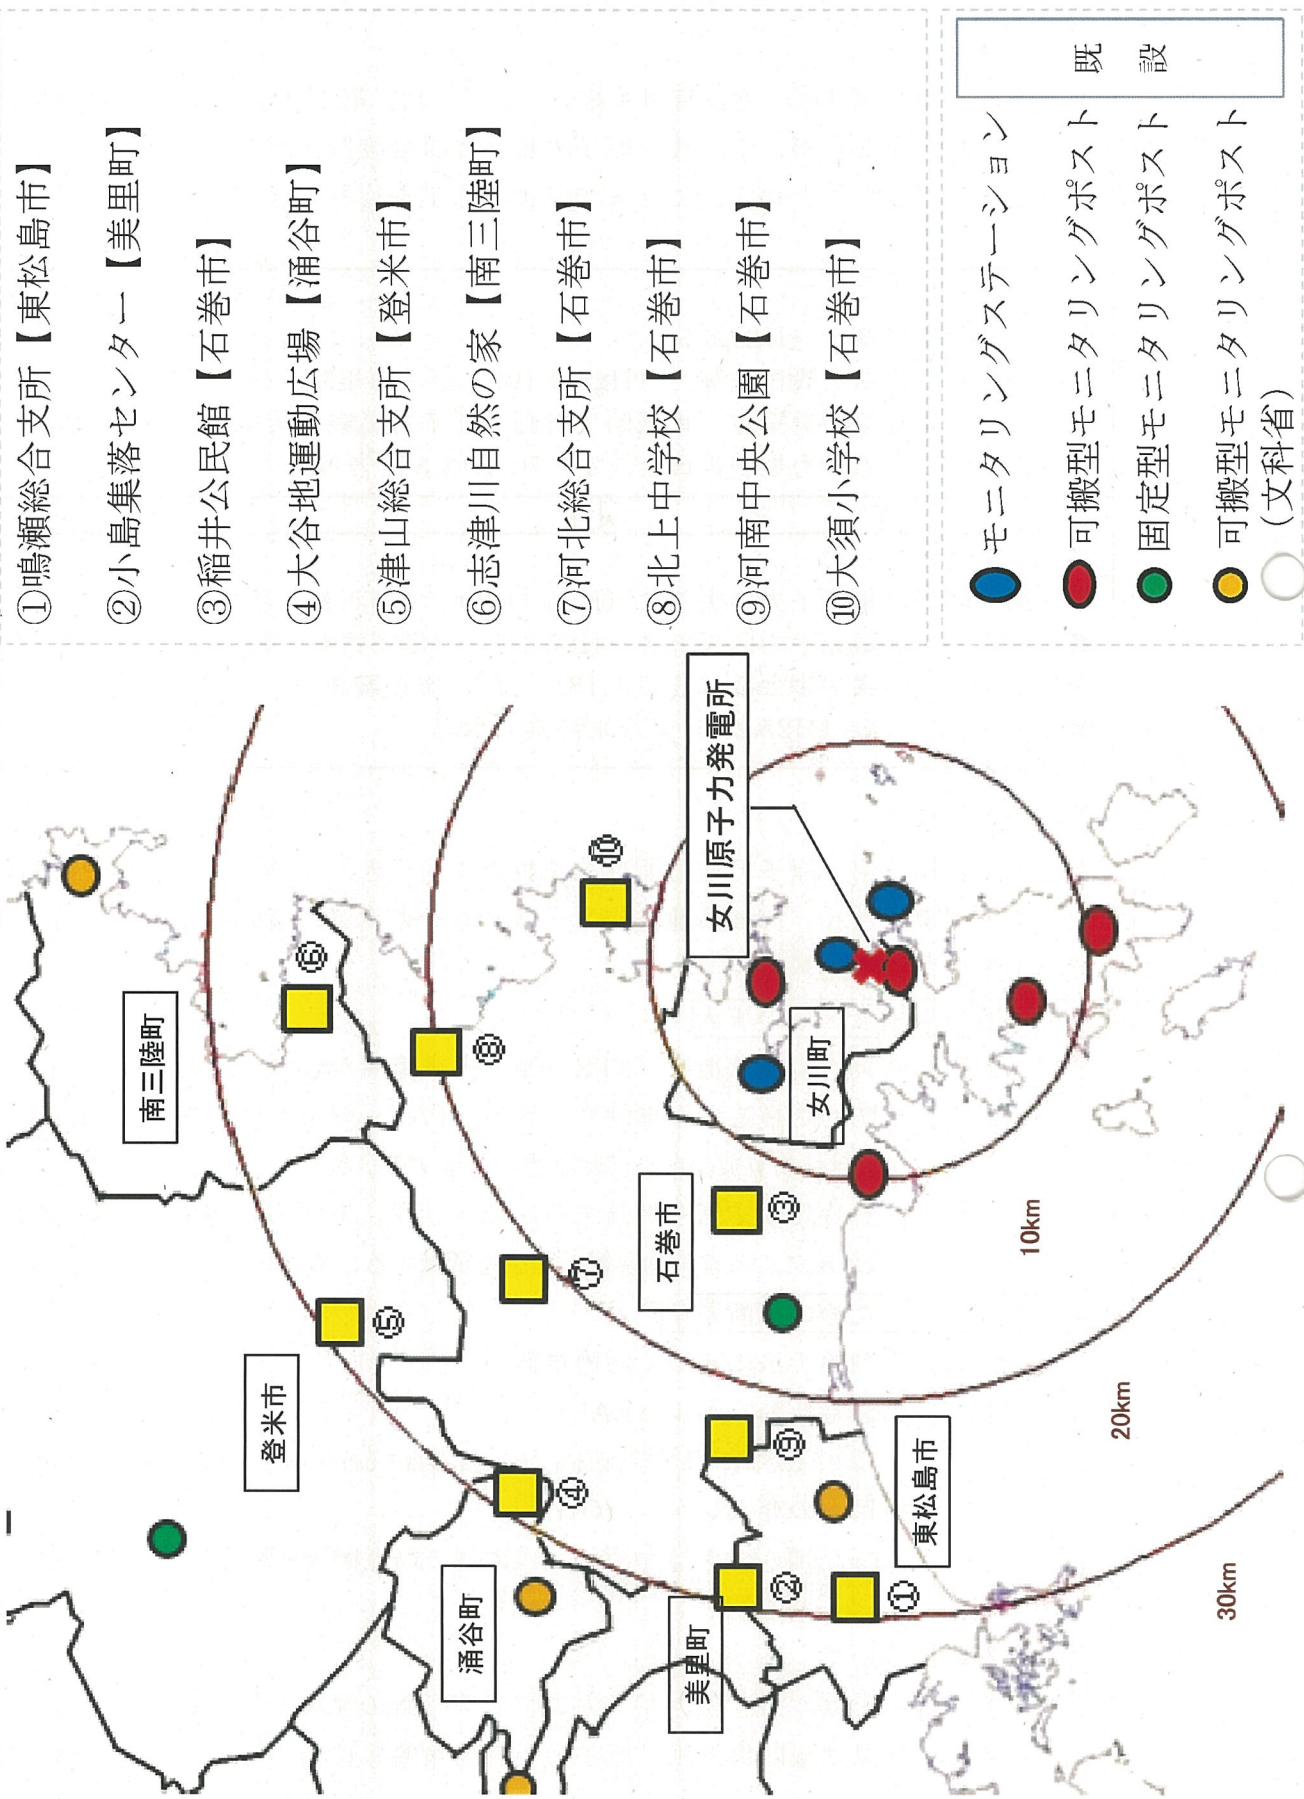 ①鳴瀬総合支所【東松島市】
②小島集落センター【美里町】
③稲井公民館【石巻市】
④大谷地運動広場【涌谷町】
⑤津山総合支所【登米市】
⑥志津川自然の家【南三陸町】
⑦河北総合支所【石巻市】
⑧北上中学校【石巻市】
⑨河南中央公園【石巻市】
⑩大須小学校【石巻市】
モニタリングステーション
可搬型モニタリングポスト
固定型モニタリングポスト
可搬型モニタリングポスト
(文科省)
既設
南三陸町
⑥
登米市
⑤
⑧
⑩
⑦
④
涌谷町
石巻市
③
女川原子力発電所
女川町
美里町
②
⑨
①
東松島市
10km
20km
30km